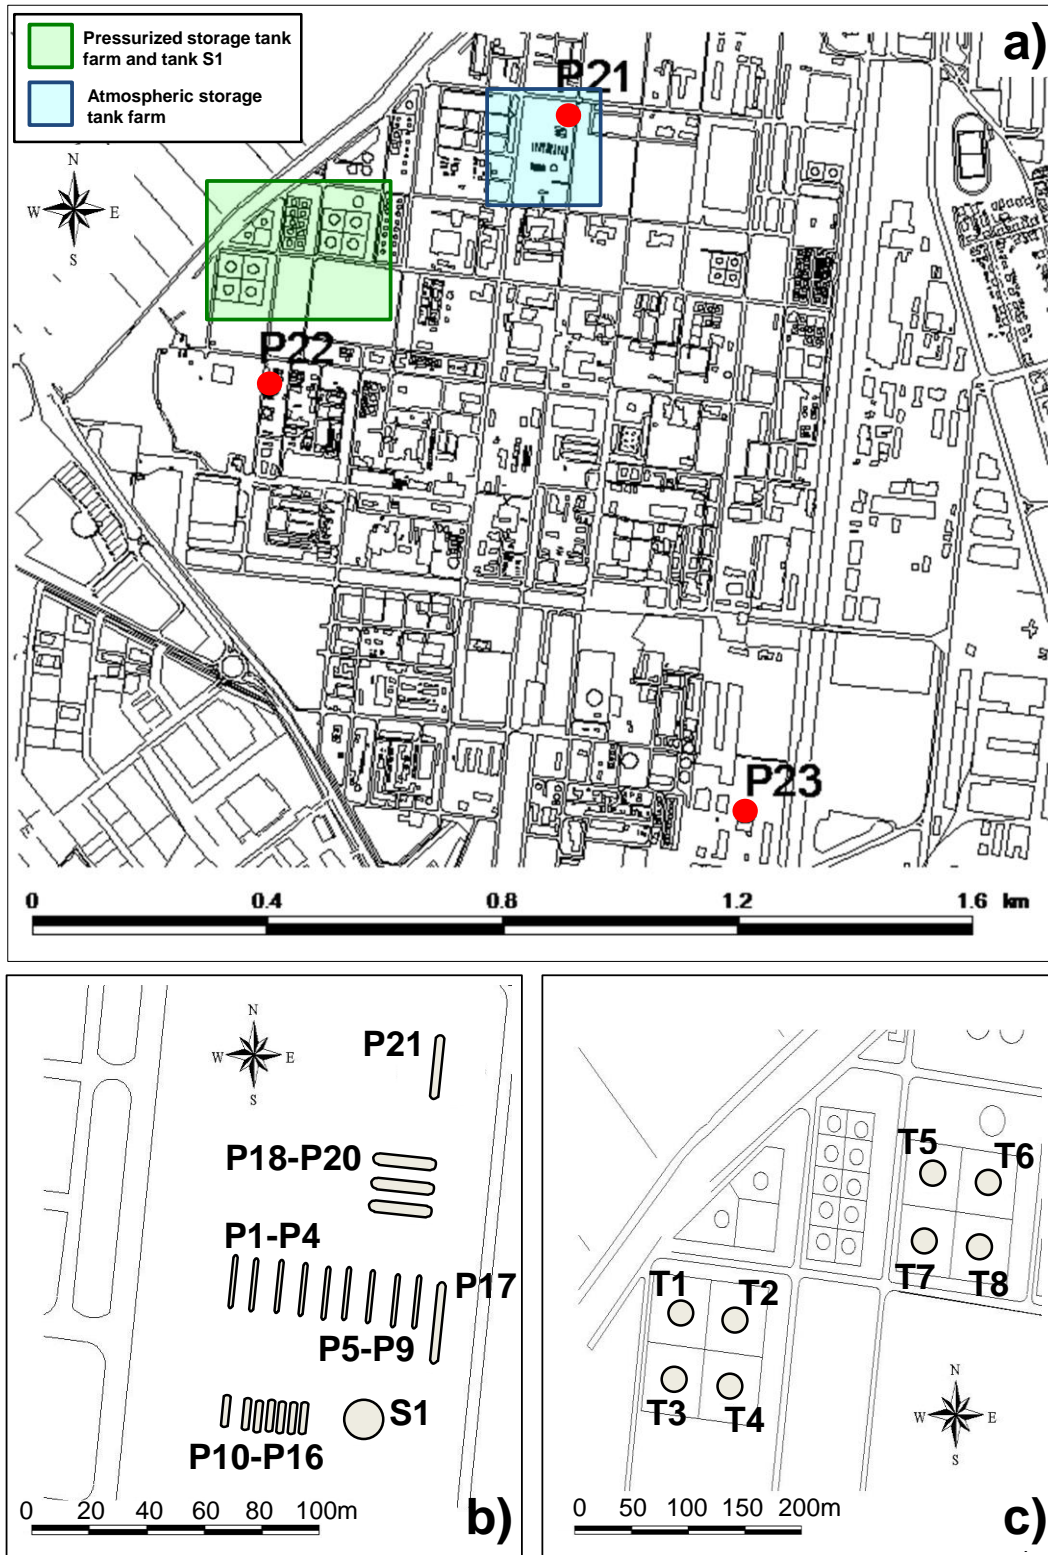 Pressurized storage tank
farm and tank S1
Atmospheric storage
tank farm
a)
P21
N
W E
S
P22
P23
0 0.4 0.8 1.2 1.6 km
N
W E
S
P21
P18-P20
P1-P4
P17
P5-P9
S1
P10-P16
0 20 40 60 80 100m
b)
T5 T6
T7 T8
T1 T2
T3 T4
N
W E
S
0 50 100 150 200m
c)